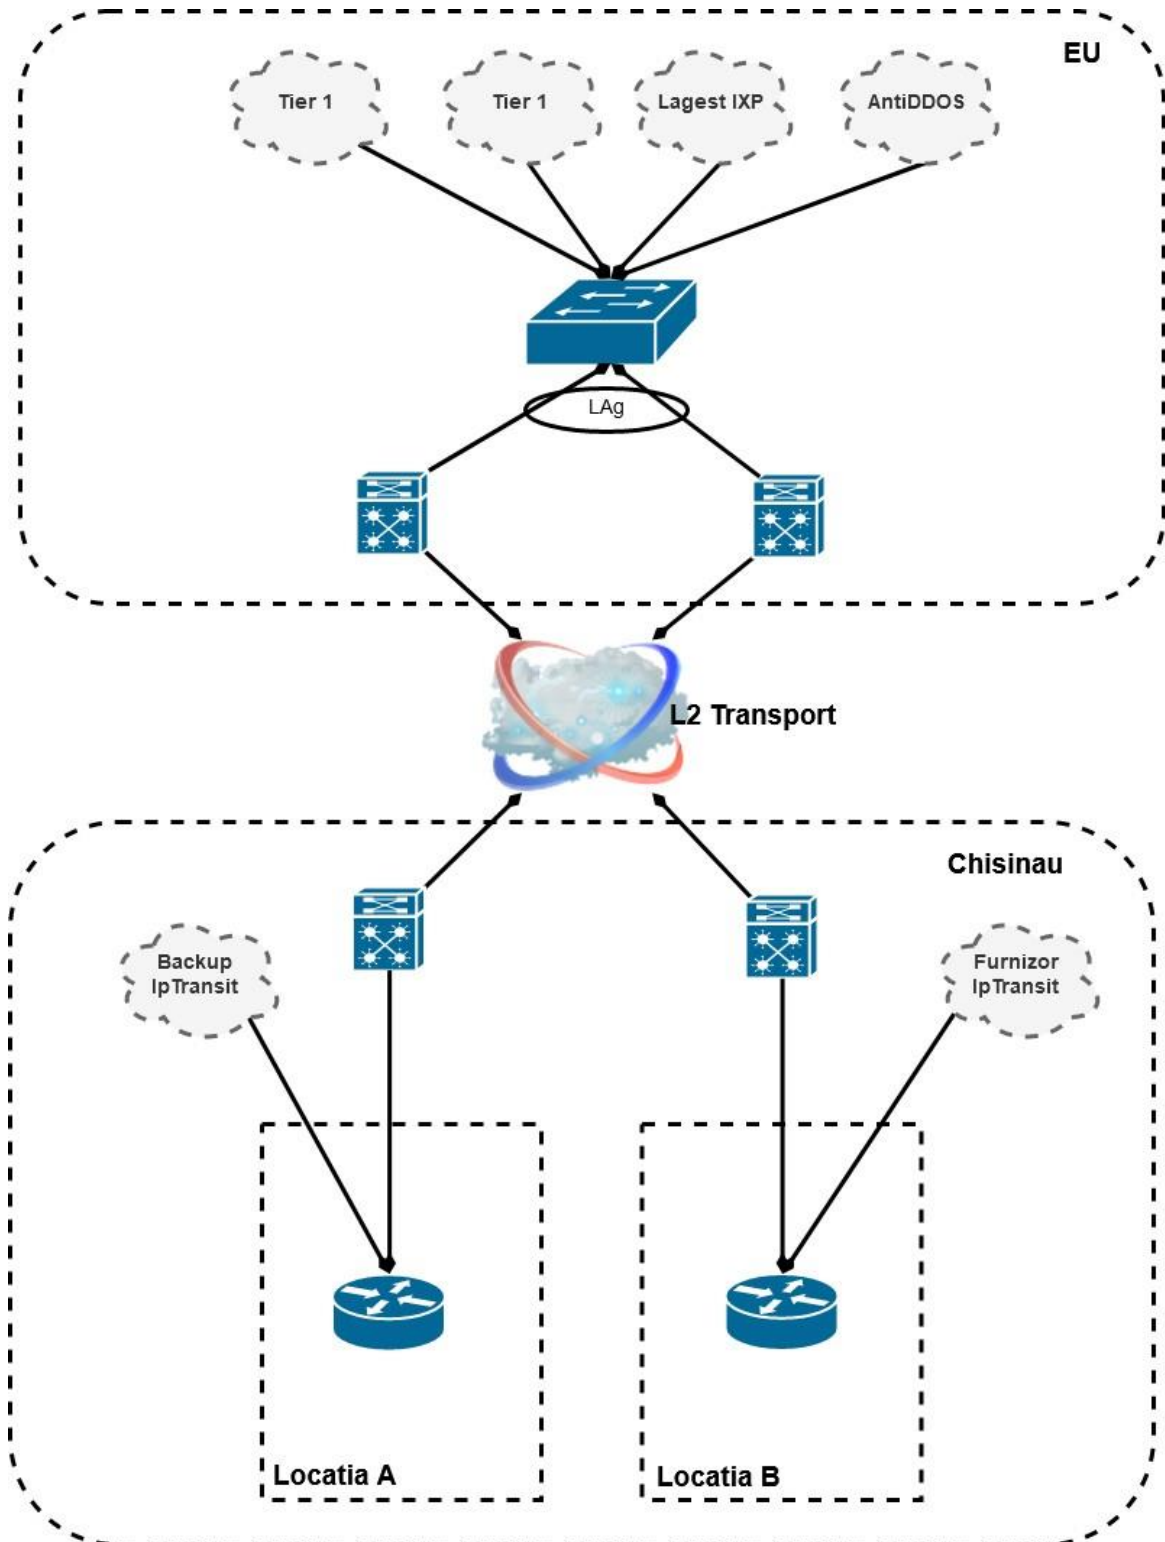 EU
Tier 1
Tier 1
Lagest IXP
AntiDDOS
LAg
L2 Transport
Chisinau
Backup
IpTransit
Furnizor
IpTransit
Locatia A
Locatia B